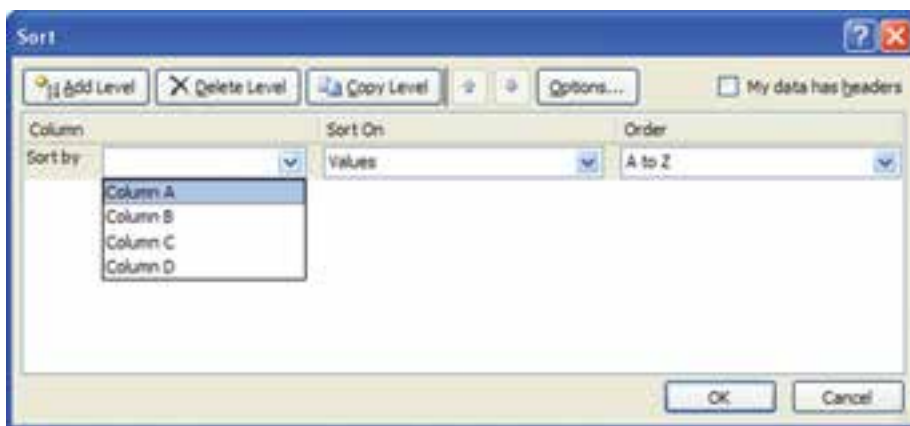 Sort
Add Level Delete Level Copy Level Options... My data has headers
Column Sort On Order
Sort by Values A to Z
Column A
Column B
Column C
Column D
OK Cancel